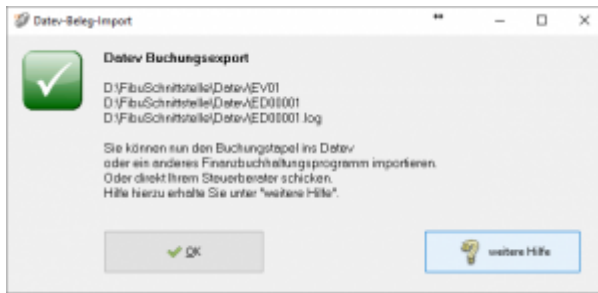 Datev-Beleg-Import
Datev Buchungsexport
D:\FibuSchnittstelle\Datev\EV01
D:\FibuSchnittstelle\Datev\ED00001
D:\FibuSchnittstelle\Datev\ED00001.log
Sie können nun den Buchungstapel ins Datev
oder ein anderes Finanzbuchhaltungsprogramm importieren.
Oder direkt Ihrem Steuerberater schicken.
Hilfe hierzu erhalte Sie unter "weitere Hilfe".
OK
weitere Hilfe